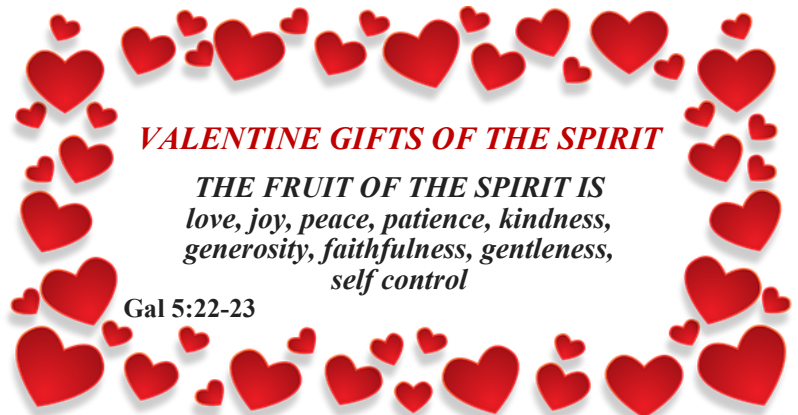 VALENTINE GIFTS OF THE SPIRIT
THE FRUIT OF THE SPIRIT IS
love, joy, peace, patience, kindness,
generosity, faithfulness, gentleness,
self control
Gal 5:22-23